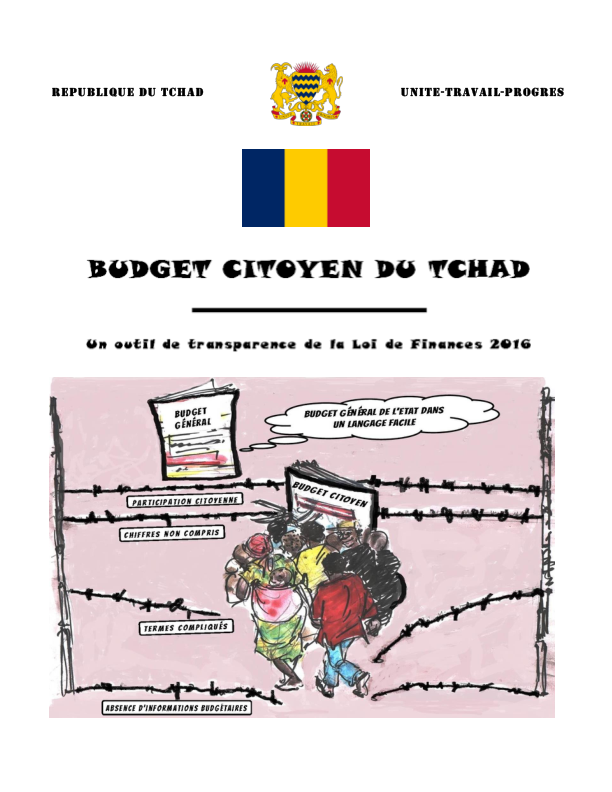 REPUBLIQUE DU TCHAD
UNITE-TRAVAIL-PROGRES
BUDGET CITOYEN DU TCHAD
Un outil de transparence de la Loi de Finances 2016
BUDGET
GÉNÉRAL
BUDGET GÉNÉRAL DE L'ETAT DANS
UN LANGAGE FACILE
BUDGET CITOYEN
PARTICIPATION CITOYENNE
CHIFFRES NON COMPRIS
TERMES COMPLIQUÉS
ABSENCE D'INFORMATIONS BUDGÉTAIRES